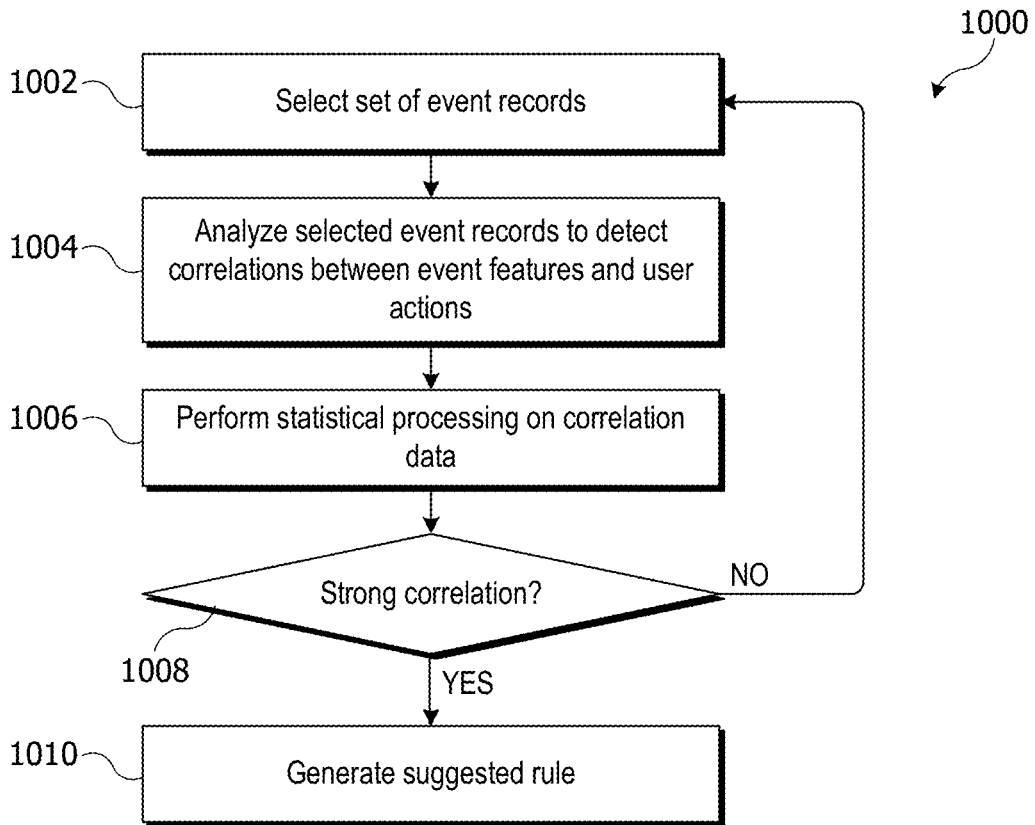 1000
1002
Select set of event records
1004
Analyze selected event records to detect
correlations between event features and user
actions
1006
Perform statistical processing on correlation
data
Strong correlation?
NO
1008
YES
1010
Generate suggested rule